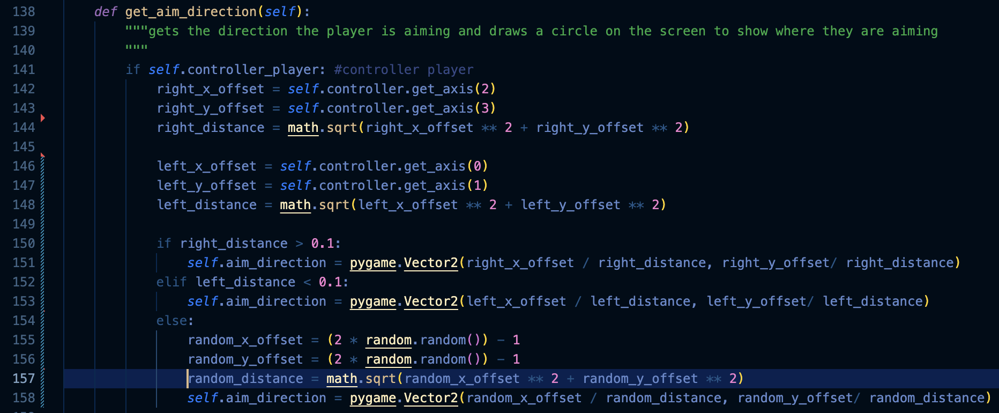 138 def get_aim_direction(self):
139 """gets the direction the player is aiming and draws a circle on the screen to show where they are aiming
140 """
141 if self.controller_player: #controller player
142 right_x_offset = self.controller.get_axis(2)
143 right_y_offset = self.controller.get_axis(3)
144 right_distance = math.sqrt(right_x_offset ** 2 + right_y_offset ** 2)
145
146 left_x_offset = self.controller.get_axis(0)
147 left_y_offset = self.controller.get_axis(1)
148 left_distance = math.sqrt(left_x_offset ** 2 + left_y_offset ** 2)
149
150 if right_distance > 0.1:
151 self.aim_direction = pygame.Vector2(right_x_offset / right_distance, right_y_offset/ right_distance)
152 elif left_distance < 0.1:
153 self.aim_direction = pygame.Vector2(left_x_offset / left_distance, left_y_offset/ left_distance)
154 else:
155 random_x_offset = (2 * random.random()) - 1
156 random_y_offset = (2 * random.random()) - 1
157 random_distance = math.sqrt(random_x_offset ** 2 + random_y_offset ** 2)
158 self.aim_direction = pygame.Vector2(random_x_offset / random_distance, random_y_offset/ random_distance)